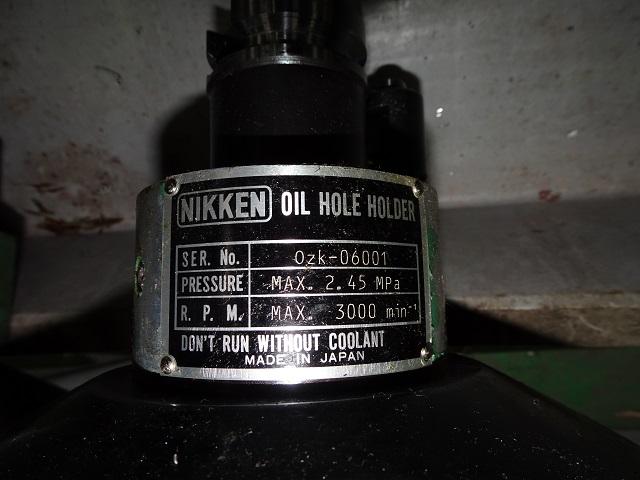 NIKKEN OIL HOLE HOLDER
SER. No. Ozk-06001
PRESSURE MAX. 2.45 MPa
R. P. M. MAX. 3000 min⁻¹
DON'T RUN WITHOUT COOLANT
MADE IN JAPAN